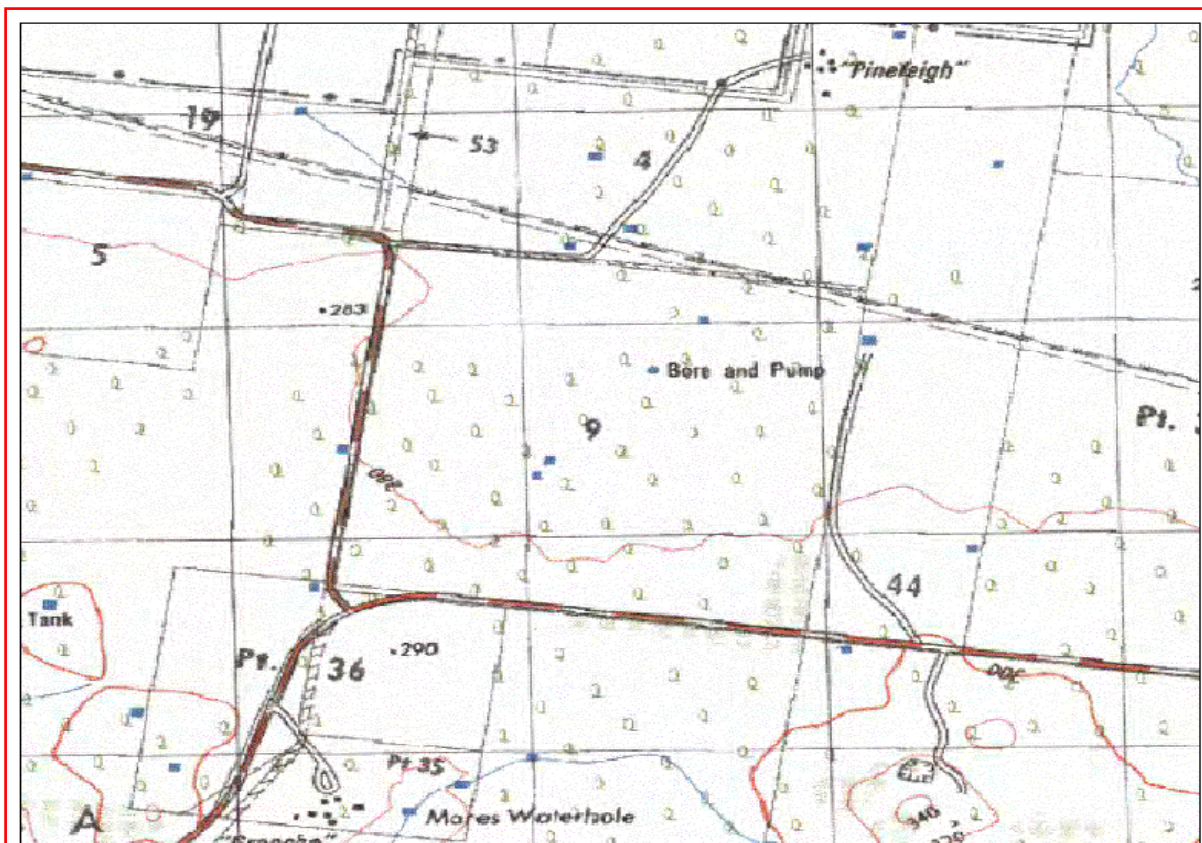 "Pineleigh"
19
53
4
5
283
Bore and Pump
9
Pt.
280
44
Tank
Pt.
36
290
300
Pt 35
Mores Waterhole
A
340